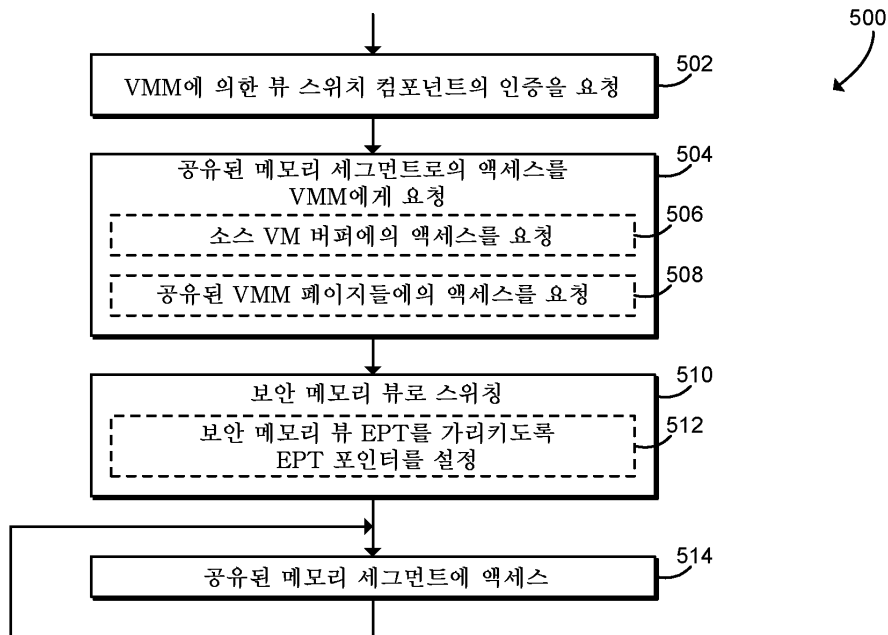 500
502
VMM에 의한 뷰 스위치 컴포넌트의 인증을 요청
504
공유된 메모리 세그먼트로의 액세스를
VMM에게 요청
506
소스 VM 버퍼에의 액세스를 요청
508
공유된 VMM 페이지들에의 액세스를 요청
510
보안 메모리 뷰로 스위칭
512
보안 메모리 뷰 EPT를 가리키도록
EPT 포인터를 설정
514
공유된 메모리 세그먼트에 액세스